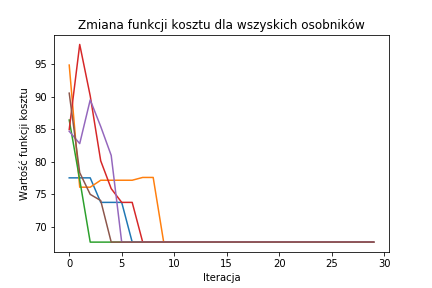 Zmiana funkcji kosztu dla wszyskich osobników
95
90
85
80
75
70
Wartość funkcji kosztu
0 5 10 15 20 25 30
Iteracja